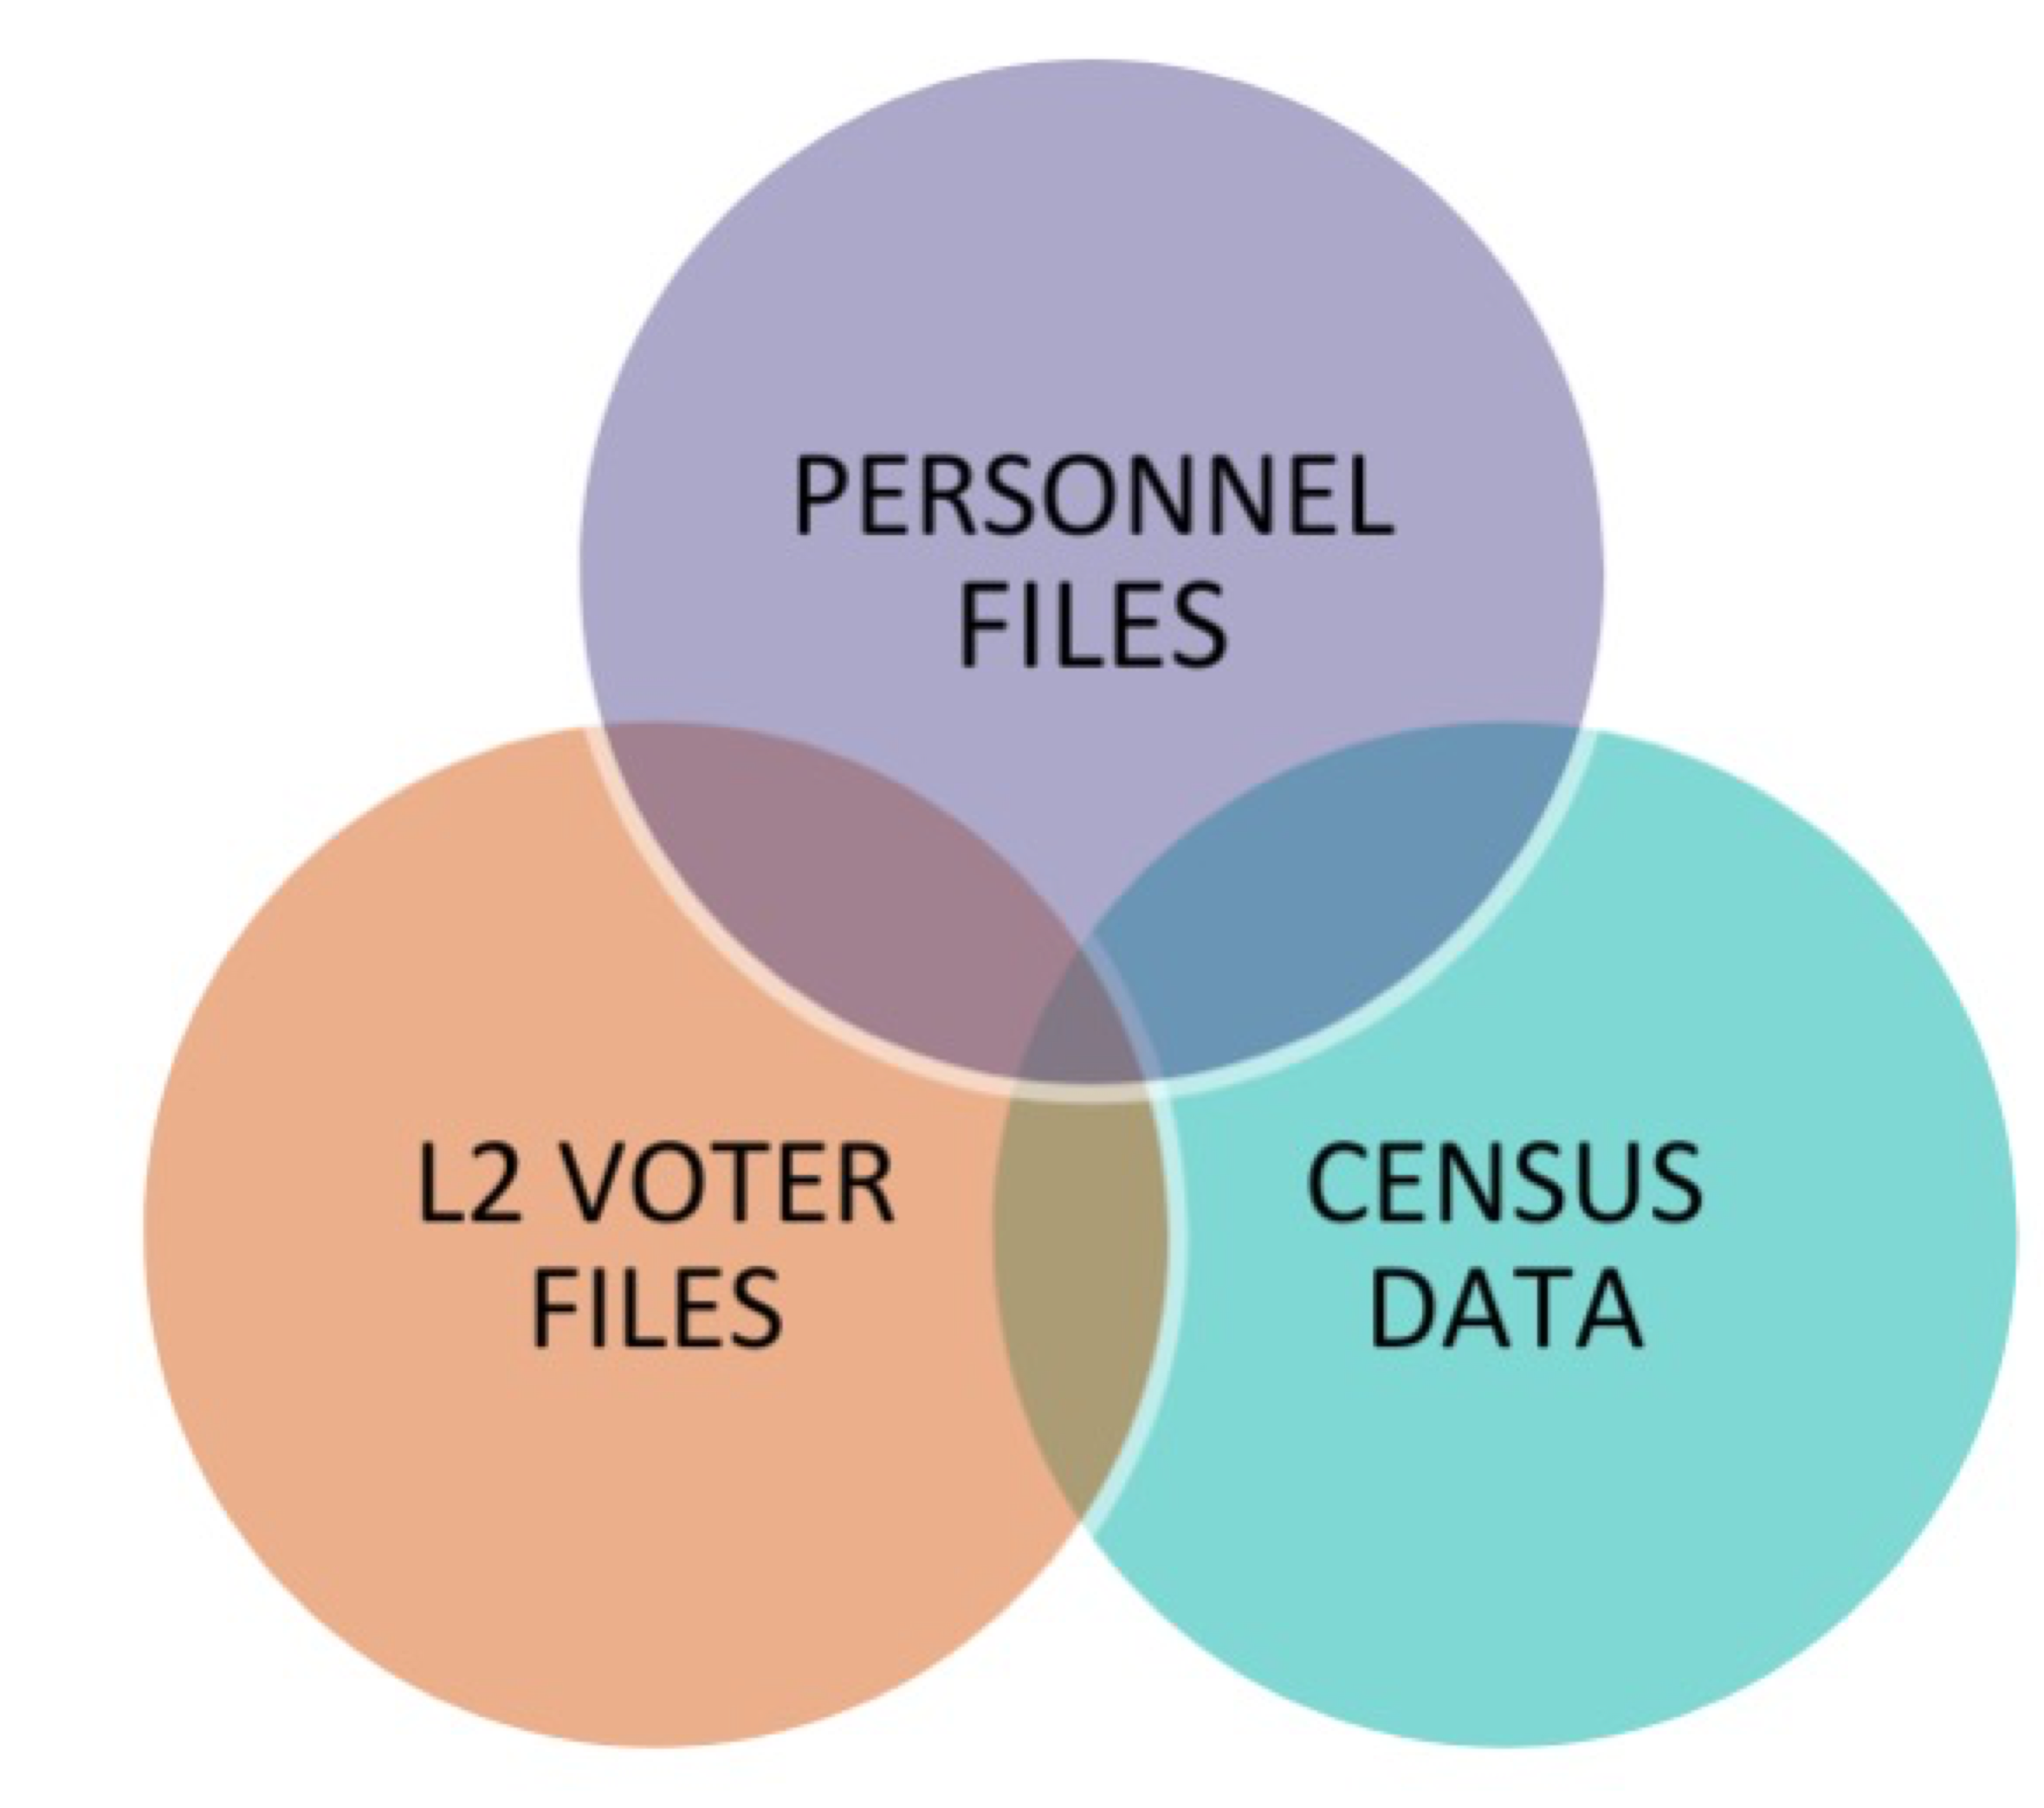 PERSONNEL
FILES
L2 VOTER
FILES
CENSUS
DATA